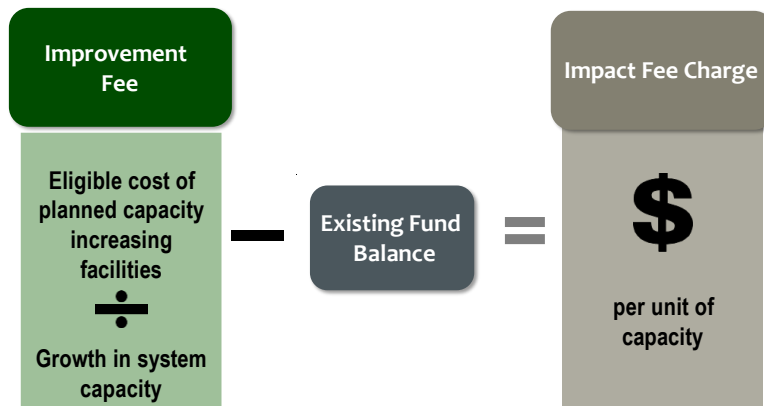 Improvement
Fee
Eligible cost of
planned capacity
increasing
facilities
÷
Growth in system
capacity
—
Existing Fund
Balance
=
Impact Fee Charge
$
per unit of
capacity